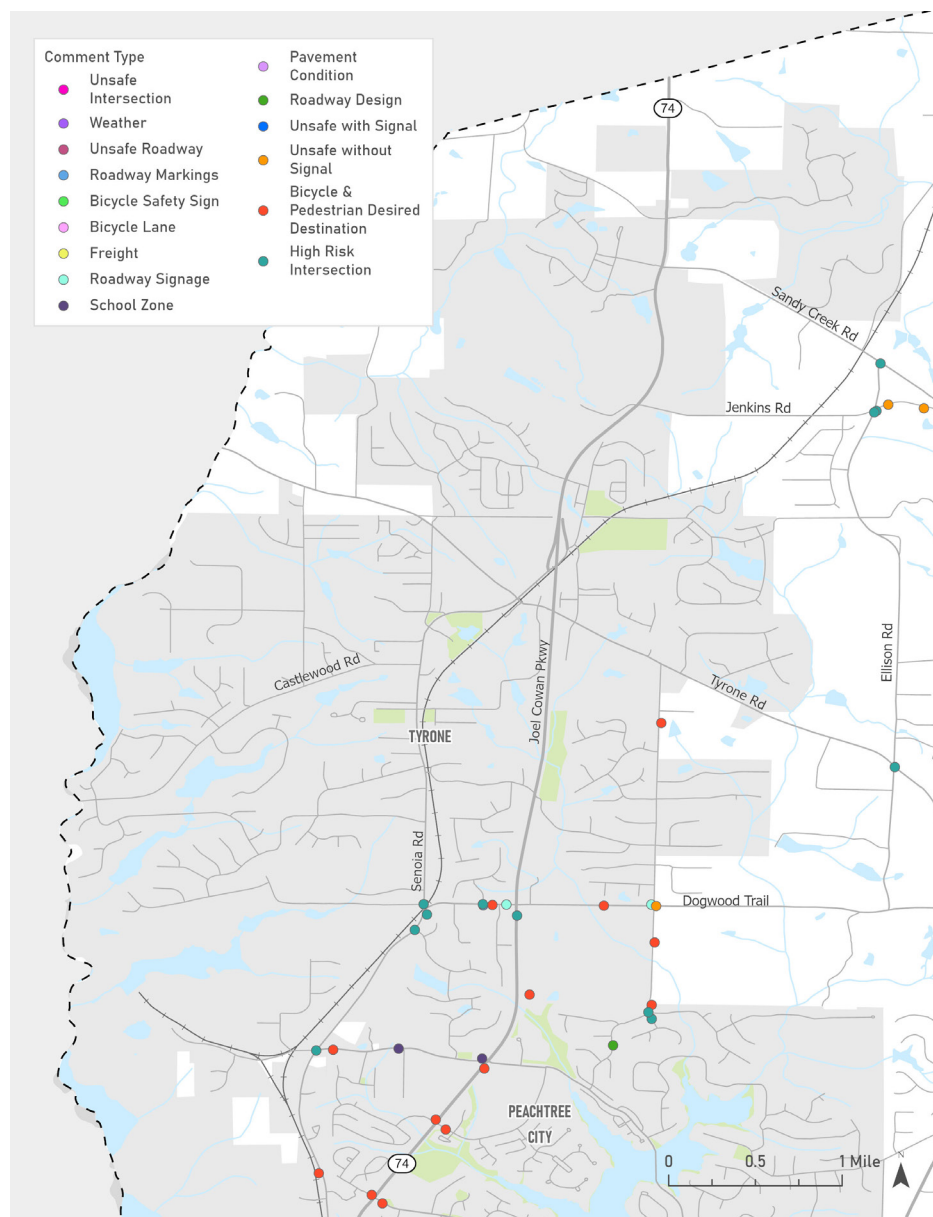 Comment Type
Unsafe
Intersection
Weather
Unsafe Roadway
Roadway Markings
Bicycle Safety Sign
Bicycle Lane
Freight
Roadway Signage
School Zone
Pavement
Condition
Roadway Design
Unsafe with Signal
Unsafe without
Signal
Bicycle &
Pedestrian Desired
Destination
High Risk
Intersection
74
Sandy Creek Rd
Jenkins Rd
Ellison Rd
Castlewood Rd
Joel Cowan Pkwy
Tyrone Rd
TYRONE
Senoia Rd
Dogwood Trail
PEACHTREE
CITY
74
0 0.5 1 Mile
N